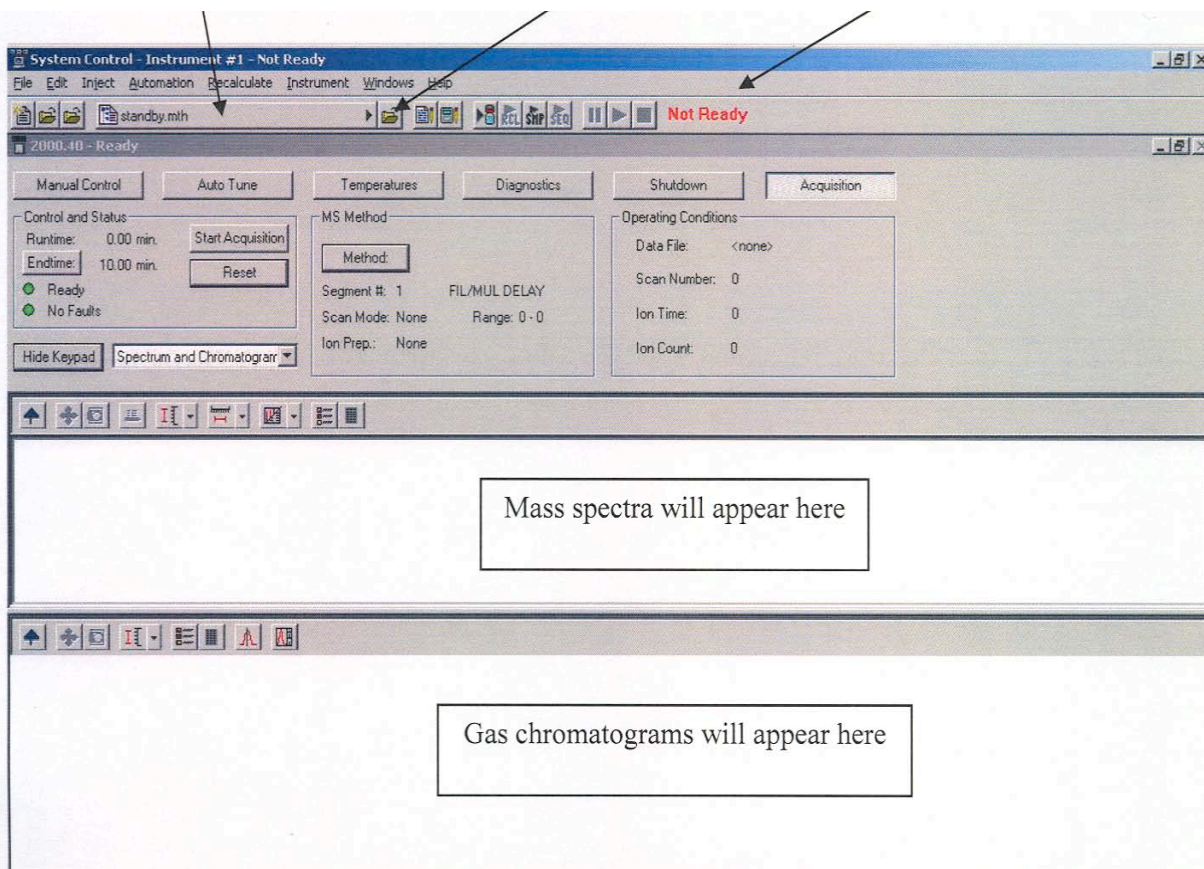 System Control - Instrument #1 - Not Ready
File Edit Inject Automation Recalculate Instrument Windows Help
standby.mth RCL SMP SEQ Not Ready
2000.40 - Ready
Manual Control Auto Tune Temperatures Diagnostics Shutdown Acquisition
Control and Status MS Method Operating Conditions
Runtime: 0.00 min. Start Acquisition Data File: <none>
Endtime: 10.00 min. Reset Method: Scan Number: 0
Ready Segment #: 1 FIL/MUL DELAY
No Faults Scan Mode: None Range: 0 - 0 Ion Time: 0
Hide Keypad Spectrum and Chromatogram Ion Prep.: None Ion Count: 0
Mass spectra will appear here
Gas chromatograms will appear here